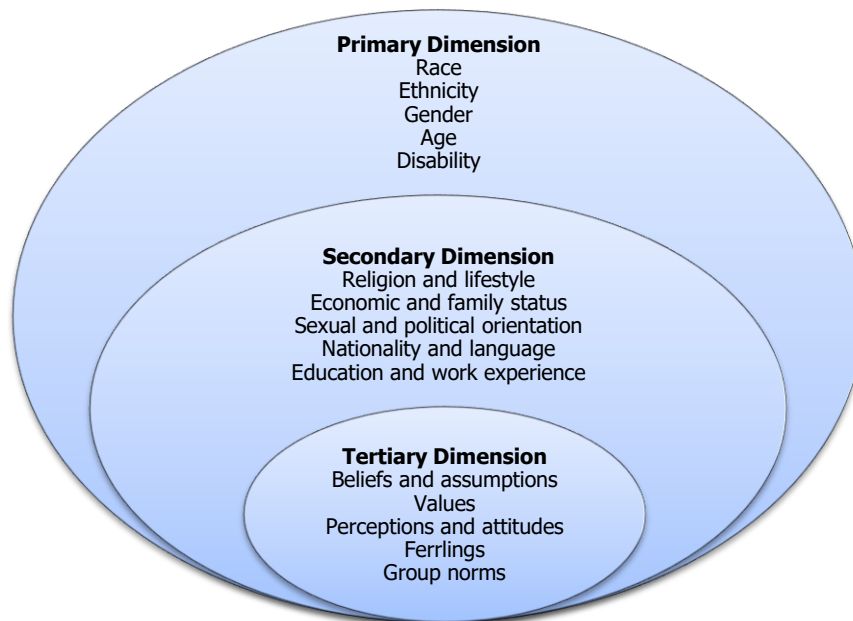 Primary Dimension
Race
Ethnicity
Gender
Age
Disability
Secondary Dimension
Religion and lifestyle
Economic and family status
Sexual and political orientation
Nationality and language
Education and work experience
Tertiary Dimension
Beliefs and assumptions
Values
Perceptions and attitudes
Ferrlings
Group norms